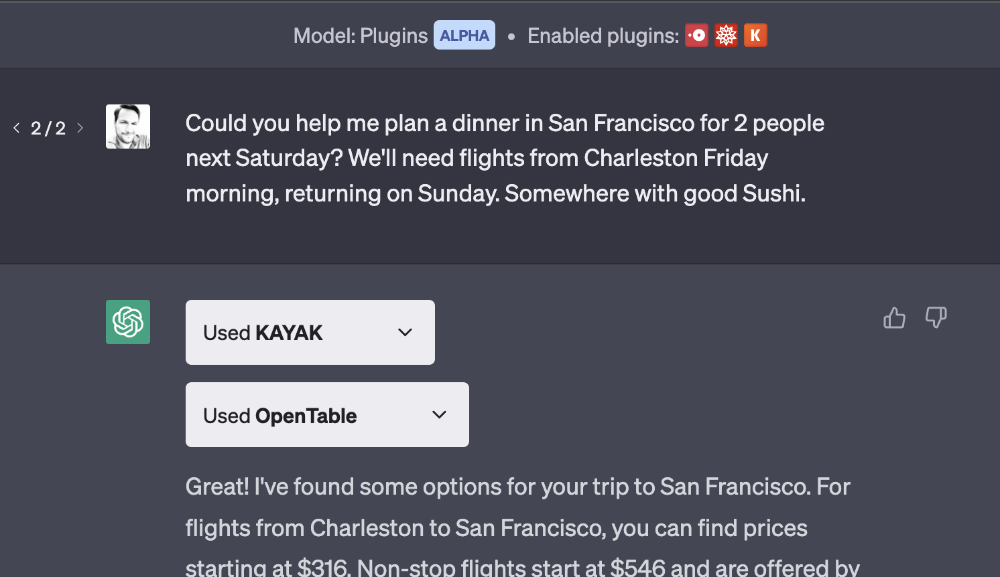 Model: Plugins ALPHA • Enabled plugins: K
< 2 / 2 >
Could you help me plan a dinner in San Francisco for 2 people
next Saturday? We'll need flights from Charleston Friday
morning, returning on Sunday. Somewhere with good Sushi.
Used KAYAK
Used OpenTable
Great! I've found some options for your trip to San Francisco. For
flights from Charleston to San Francisco, you can find prices
starting at $316. Non-stop flights start at $546 and are offered by